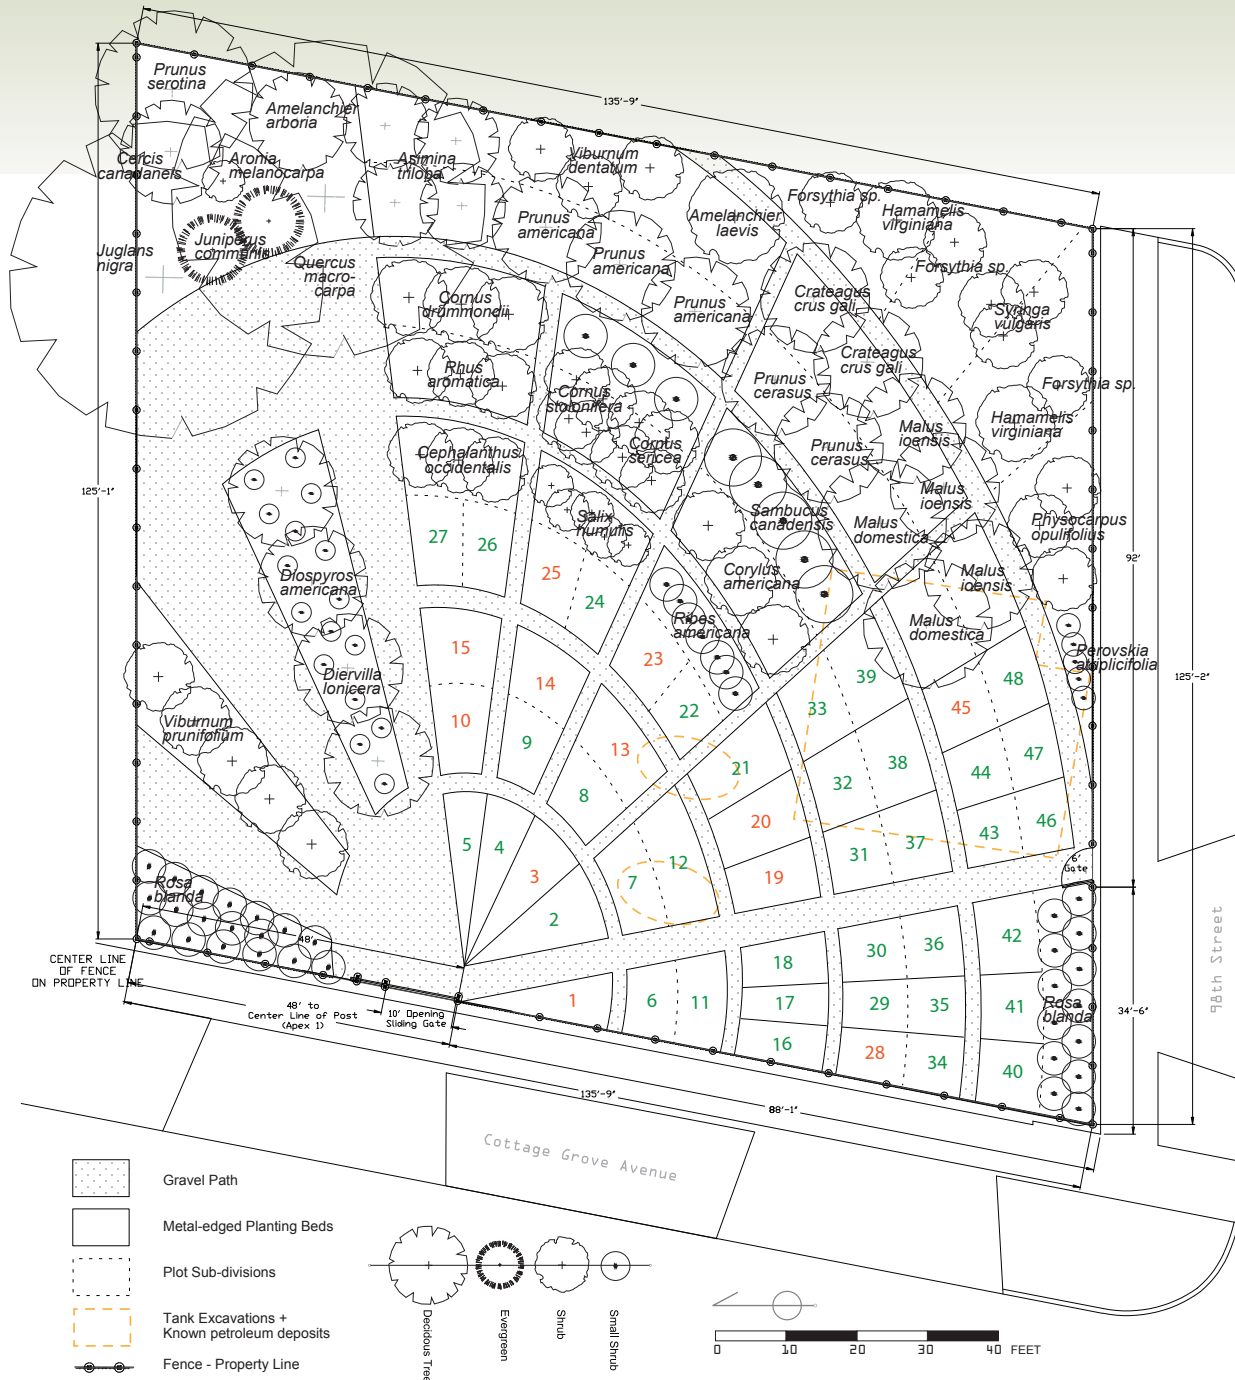 135'-9"
Prunus
serotina
Amelanchier
arboria
Cercis
canadaneis
Aronia
melanocarpa
Asimina
triloba
Viburnum
dentatum
Forsythia sp.
Prunus
americana
Amelanchier
laevis
Hamamelis
virginiana
Juglans
nigra
Juniperus
communis
Quercus
macro-
carpa
Prunus
americana
Forsythia sp.
Cornus
drummondii
Prunus
americana
Crateagus
crus gali
Syringa
vulgaris
Rhus
aromatica
Cornus
stolonifera
Crateagus
crus gali
Prunus
cerasus
Forsythia sp.
Cephalanthus
occidentalis
Cornus
sericea
Prunus
cerasus
Malus
ioensis
Hamamelis
virginiana
125'-1"
Salix
humulis
Sambucus
canadensis
Malus
ioensis
Malus
domestica
Physocarpus
opulifolius
27
26
25
24
Corylus
americana
Malus
ioensis
92'
Diospyros
americana
Ribes
americana
Malus
domestica
Perovskia
atriplicifolia
15
14
23
39
48
125'-2"
Diervilla
lonicera
22
33
45
Viburnum
prunifolium
10
9
13
21
38
47
8
32
44
5
4
20
31
37
43
46
3
7
12
19
6'
Gate
Rosa
blanda
2
48'
30
36
42
CENTER LINE
OF FENCE
ON PROPERTY LINE
18
98th Street
48' to
Center Line of Post
(Apex 1)
10' Opening
Sliding Gate
1
6
11
17
29
35
41
Rosa
blanda
34'-6"
16
28
34
40
135'-9"
88'-1"
Cottage Grove Avenue
Gravel Path
Metal-edged Planting Beds
Plot Sub-divisions
Tank Excavations +
Known petroleum deposits
Fence - Property Line
Decidous Tree
Evergreen
Shrub
Small Shrub
0 10 20 30 40 FEET